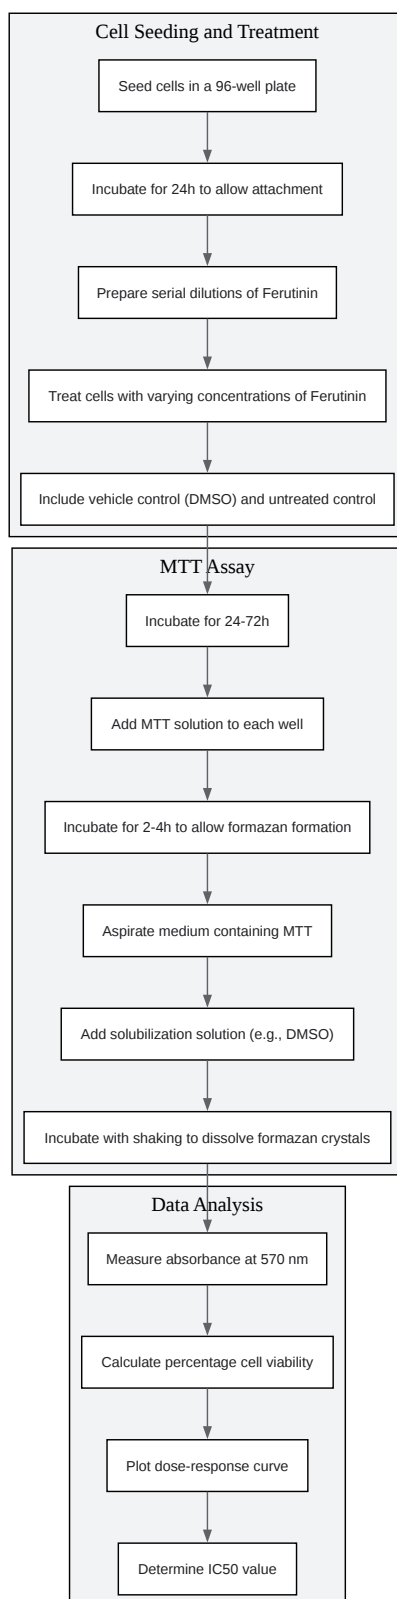 Cell Seeding and Treatment
Seed cells in a 96-well plate
Incubate for 24h to allow attachment
Prepare serial dilutions of Ferutinin
Treat cells with varying concentrations of Ferutinin
Include vehicle control (DMSO) and untreated control
MTT Assay
Incubate for 24-72h
Add MTT solution to each well
Incubate for 2-4h to allow formazan formation
Aspirate medium containing MTT
Add solubilization solution (e.g., DMSO)
Incubate with shaking to dissolve formazan crystals
Data Analysis
Measure absorbance at 570 nm
Calculate percentage cell viability
Plot dose-response curve
Determine IC50 value